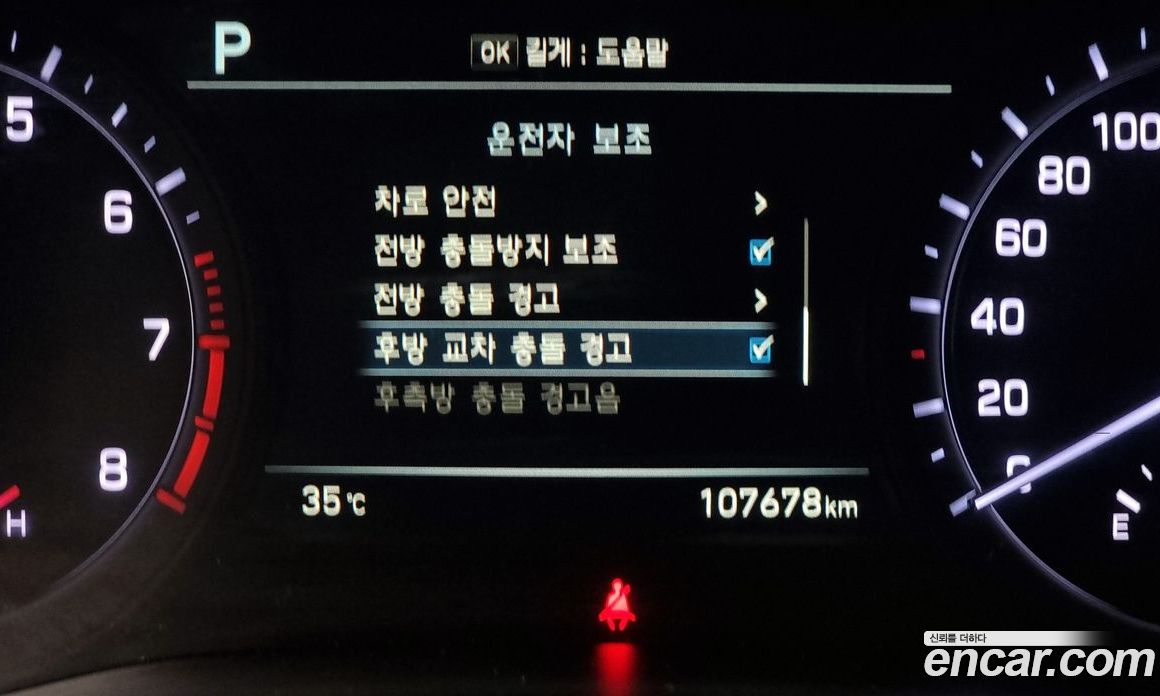 P
OK 길게 : 도움말
운전자 보조
차로 안전
전방 충돌방지 보조
전방 충돌 경고
후방 교차 충돌 경고
후측방 충돌 경고음
35°C
107678km
5
6
7
8
H
100
80
60
40
20
0
E
신뢰를 더하다
encar.com